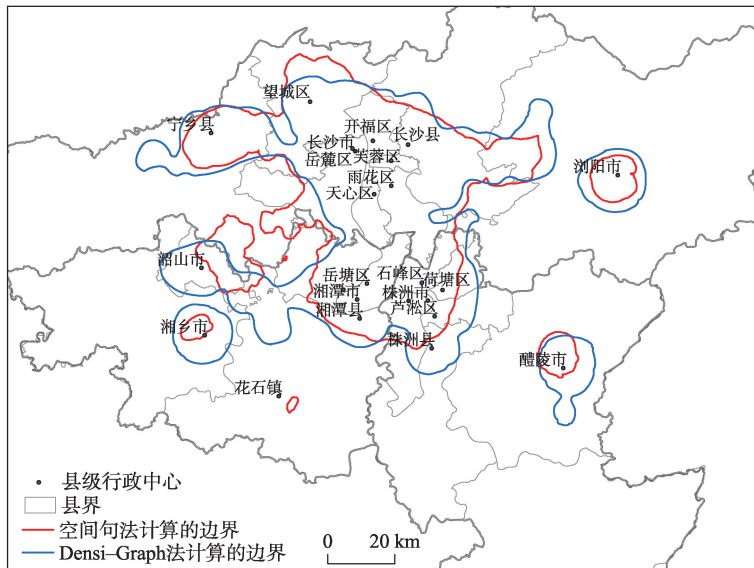 望城区
宁乡县
开福区
长沙市
长沙县
岳麓区
芙蓉区
浏阳市
雨花区
天心区
韶山市
岳塘区
石峰区
湘潭市
株洲市
荷塘区
湘潭县
芦淞区
湘乡市
株洲县
醴陵市
花石镇
县级行政中心
县界
空间句法计算的边界
Densi–Graph法计算的边界
0 20 km